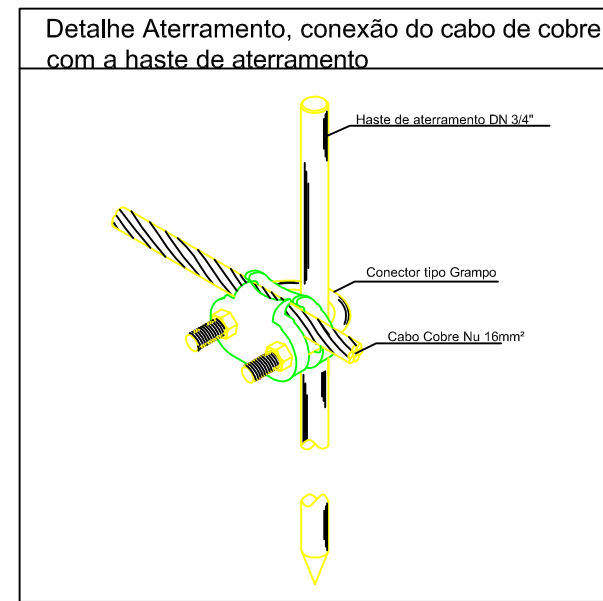 Detalhe Aterramento, conexão do cabo de cobre
com a haste de aterramento
Haste de aterramento DN 3/4"
Conector tipo Grampo
Cabo Cobre Nu 16mm²